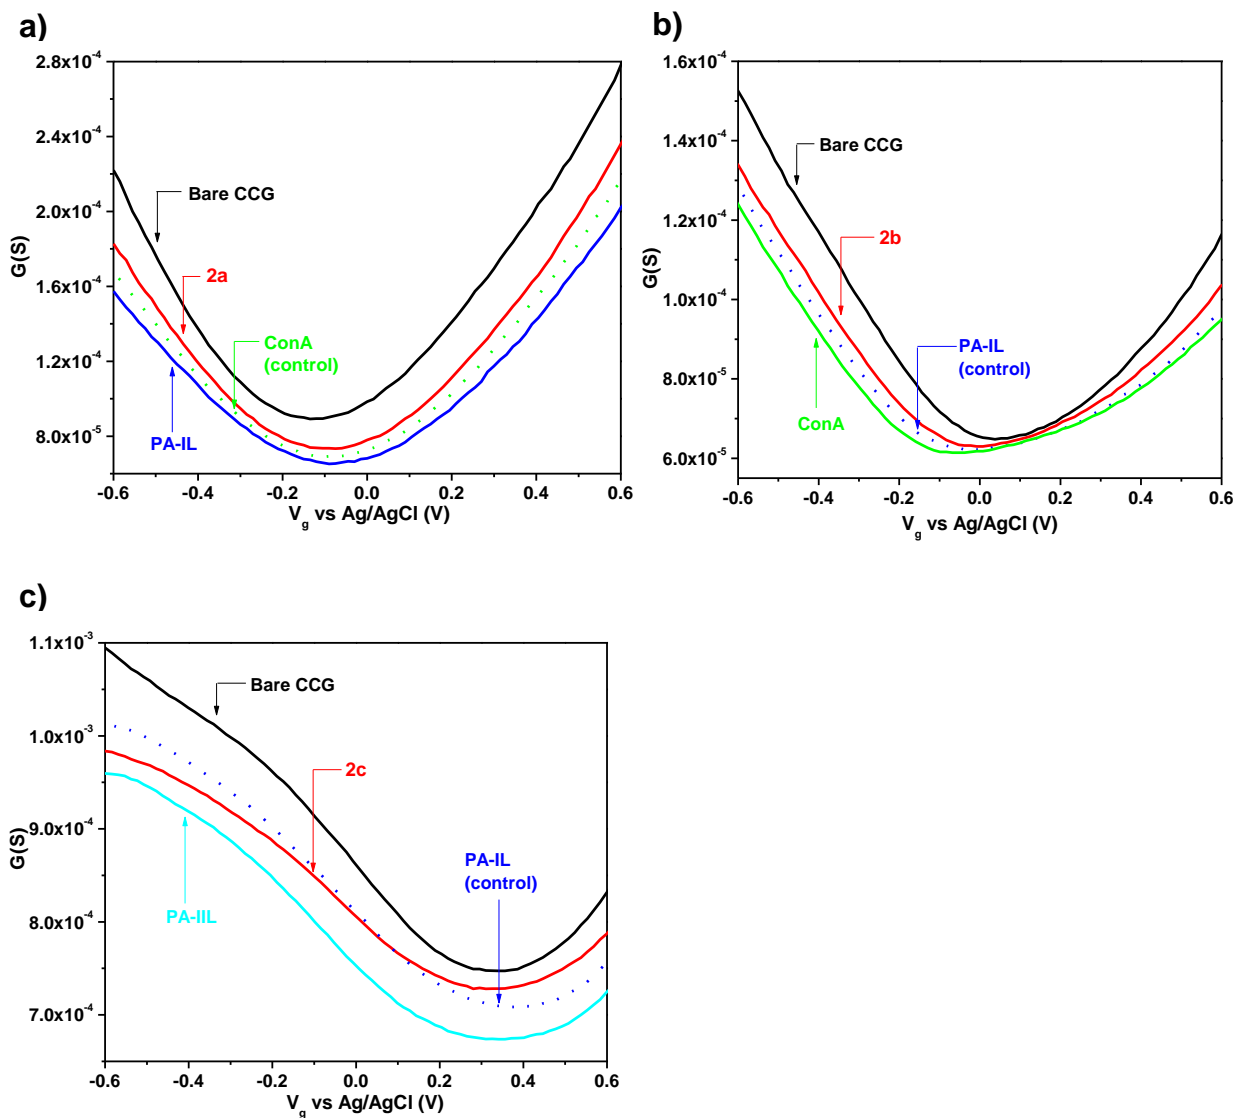 a)
2.8x10⁻⁴
2.4x10⁻⁴
2.0x10⁻⁴
1.6x10⁻⁴
1.2x10⁻⁴
8.0x10⁻⁵
G(S)
Bare CCG
2a
ConA
(control)
PA-IL
-0.6 -0.4 -0.2 0.0 0.2 0.4 0.6
V_g vs Ag/AgCl (V)
b)
1.6x10⁻⁴
1.4x10⁻⁴
1.2x10⁻⁴
1.0x10⁻⁴
8.0x10⁻⁵
6.0x10⁻⁵
G(S)
Bare CCG
2b
PA-IL
(control)
ConA
-0.6 -0.4 -0.2 0.0 0.2 0.4 0.6
V_g vs Ag/AgCl (V)
c)
1.1x10⁻³
1.0x10⁻³
9.0x10⁻⁴
8.0x10⁻⁴
7.0x10⁻⁴
G(S)
Bare CCG
2c
PA-IL
(control)
PA-IIL
-0.6 -0.4 -0.2 0.0 0.2 0.4 0.6
V_g vs Ag/AgCl (V)